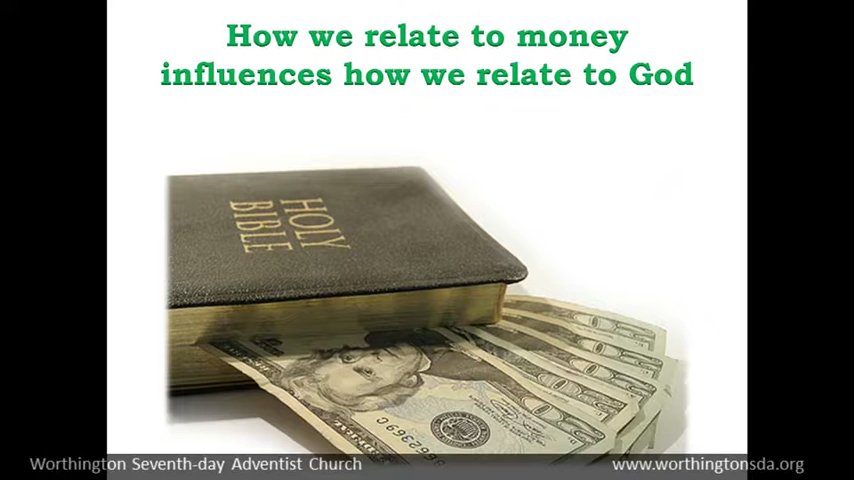 How we relate to money
influences how we relate to God
HOLY
BIBLE
Worthington Seventh-day Adventist Church
www.worthingtonsda.org